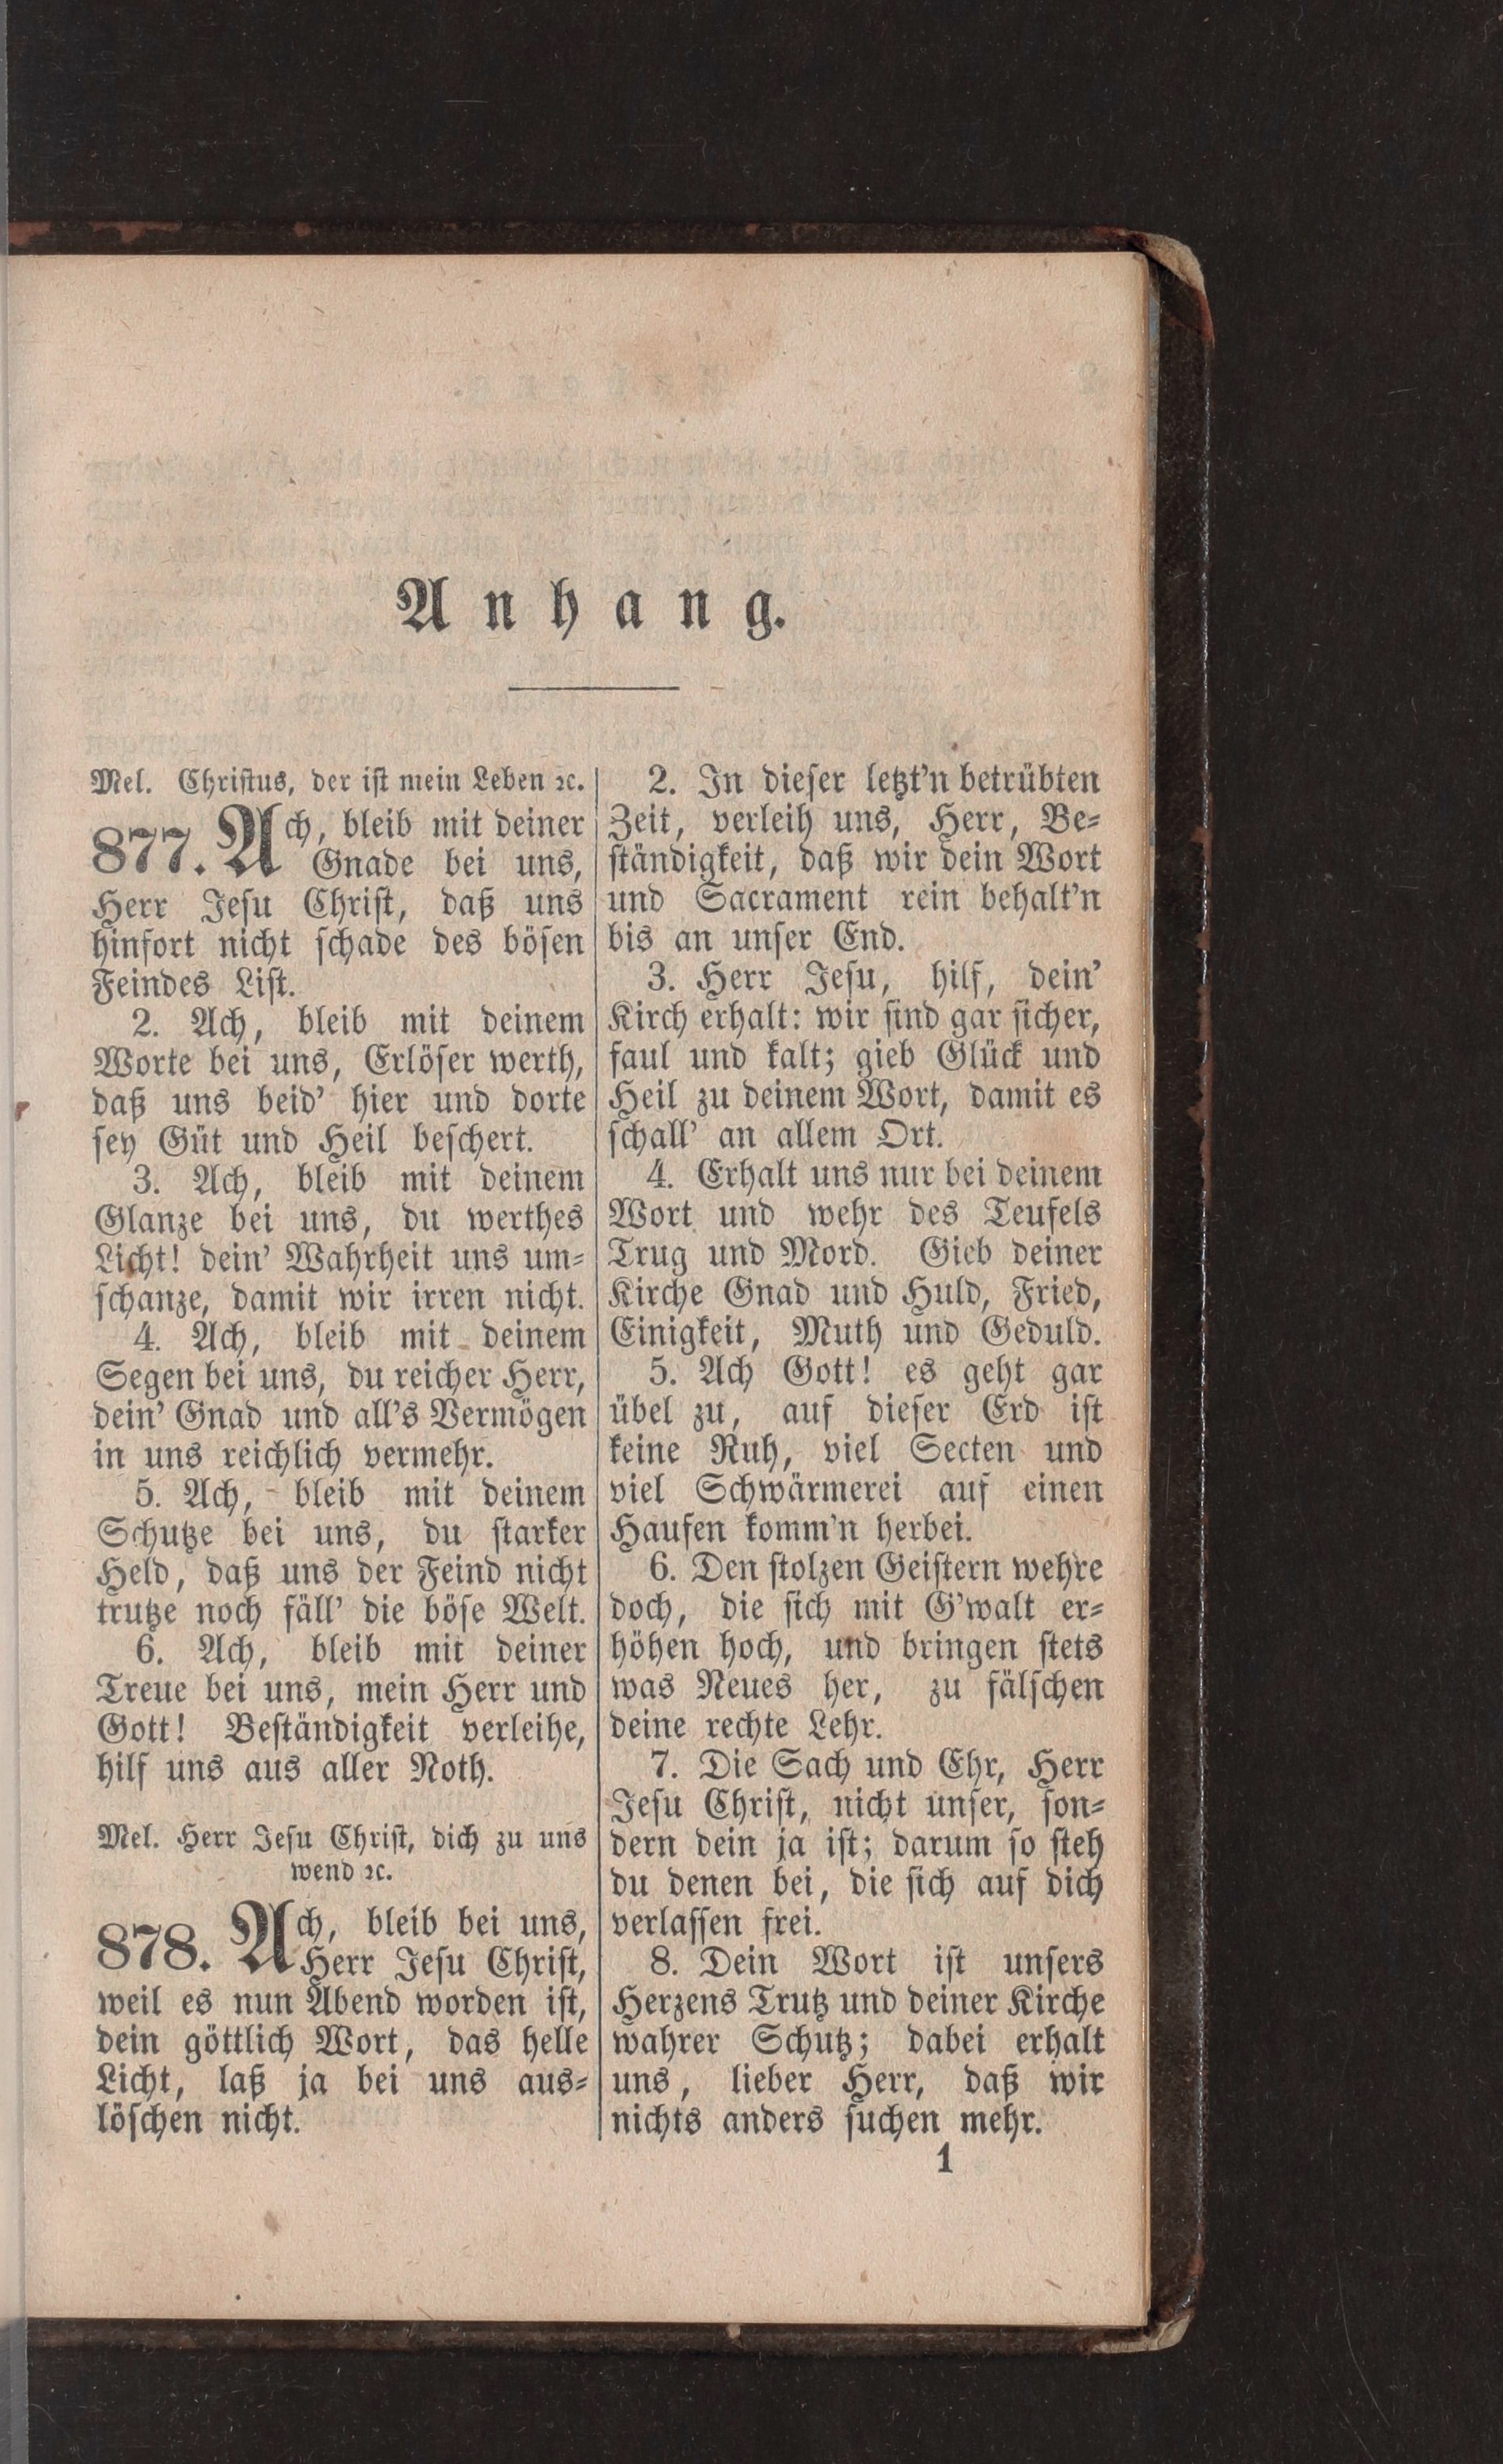 Anhang.
Mel. Christus, der ist mein Leben ꝛc.
877. Ach, bleib mit deiner
Gnade bei uns,
Herr Jesu Christ, daß uns
hinfort nicht schade des bösen
Feindes List.
2. Ach, bleib mit deinem
Worte bei uns, Erlöser werth,
daß uns beid' hier und dorte
sey Güt und Heil beschert.
3. Ach, bleib mit deinem
Glanze bei uns, du werthes
Licht! dein' Wahrheit uns um-
schanze, damit wir irren nicht.
4. Ach, bleib mit deinem
Segen bei uns, du reicher Herr,
dein' Gnad und all's Vermögen
in uns reichlich vermehr.
5. Ach, bleib mit deinem
Schutze bei uns, du starker
Held, daß uns der Feind nicht
trutze noch fäll' die böse Welt.
6. Ach, bleib mit deiner
Treue bei uns, mein Herr und
Gott! Beständigkeit verleihe,
hilf uns aus aller Noth.
Mel. Herr Jesu Christ, dich zu uns
wend ꝛc.
878. Ach, bleib bei uns,
Herr Jesu Christ,
weil es nun Abend worden ist,
dein göttlich Wort, das helle
Licht, laß ja bei uns aus-
löschen nicht.
2. In dieser letzt'n betrübten
Zeit, verleih uns, Herr, Be-
ständigkeit, daß wir dein Wort
und Sacrament rein behalt'n
bis an unser End.
3. Herr Jesu, hilf, dein'
Kirch erhalt: wir sind gar sicher,
faul und kalt; gieb Glück und
Heil zu deinem Wort, damit es
schall' an allem Ort.
4. Erhalt uns nur bei deinem
Wort und wehr des Teufels
Trug und Mord. Gieb deiner
Kirche Gnad und Huld, Fried,
Einigkeit, Muth und Geduld.
5. Ach Gott! es geht gar
übel zu, auf dieser Erd ist
keine Ruh, viel Secten und
viel Schwärmerei auf einen
Haufen komm'n herbei.
6. Den stolzen Geistern wehre
doch, die sich mit G'walt er-
höhen hoch, und bringen stets
was Neues her, zu fälschen
deine rechte Lehr.
7. Die Sach und Ehr, Herr
Jesu Christ, nicht unser, son-
dern dein ja ist; darum so steh
du denen bei, die sich auf dich
verlassen frei.
8. Dein Wort ist unsers
Herzens Trutz und deiner Kirche
wahrer Schutz; dabei erhalt
uns, lieber Herr, daß wir
nichts anders suchen mehr.
1